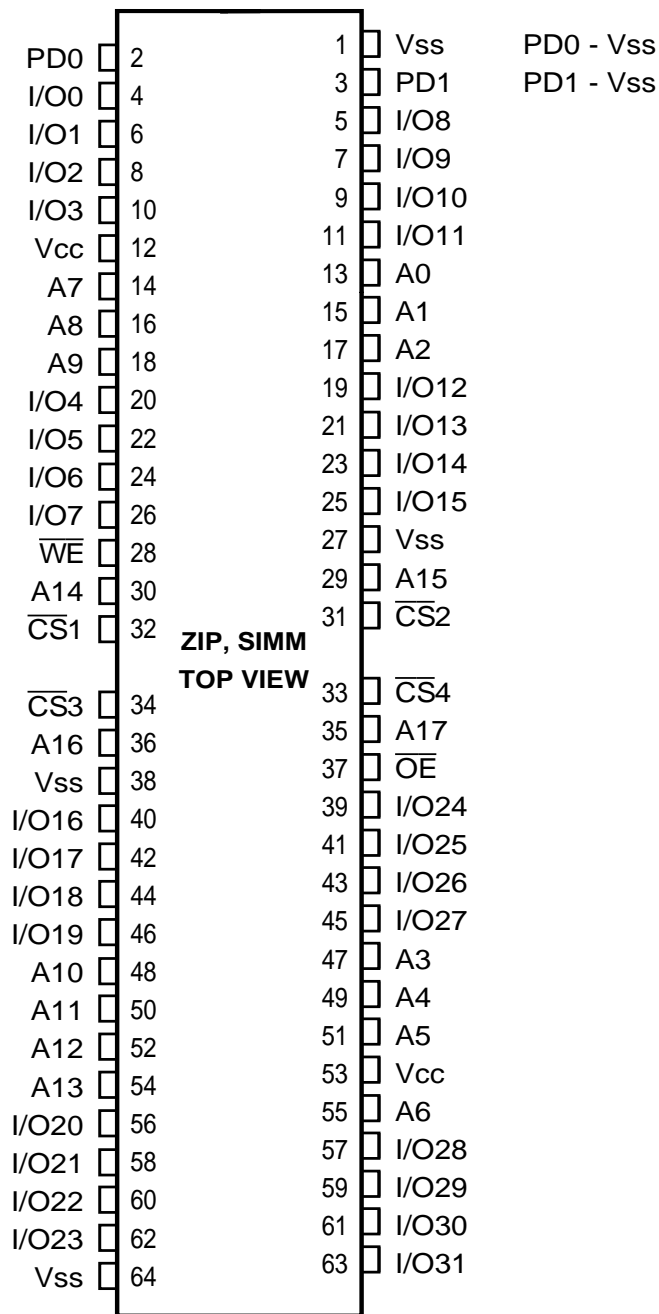 1 Vss PD0 - Vss
PD0 2
3 PD1 PD1 - Vss
I/O0 4
5 I/O8
I/O1 6
7 I/O9
I/O2 8
9 I/O10
I/O3 10
11 I/O11
Vcc 12
13 A0
A7 14
15 A1
A8 16
17 A2
A9 18
19 I/O12
I/O4 20
21 I/O13
I/O5 22
23 I/O14
I/O6 24
25 I/O15
I/O7 26
27 Vss
W̅E̅ 28
29 A15
A14 30
31 C̅S̅2
C̅S̅1 32
ZIP, SIMM
TOP VIEW
33 C̅S̅4
C̅S̅3 34
35 A17
A16 36
37 O̅E̅
Vss 38
39 I/O24
I/O16 40
41 I/O25
I/O17 42
43 I/O26
I/O18 44
45 I/O27
I/O19 46
47 A3
A10 48
49 A4
A11 50
51 A5
A12 52
53 Vcc
A13 54
55 A6
I/O20 56
57 I/O28
I/O21 58
59 I/O29
I/O22 60
61 I/O30
I/O23 62
63 I/O31
Vss 64